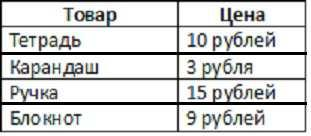 Товар Цена
Тетрадь 10 рублей
Карандаш 3 рубля
Ручка 15 рублей
Блокнот 9 рублей